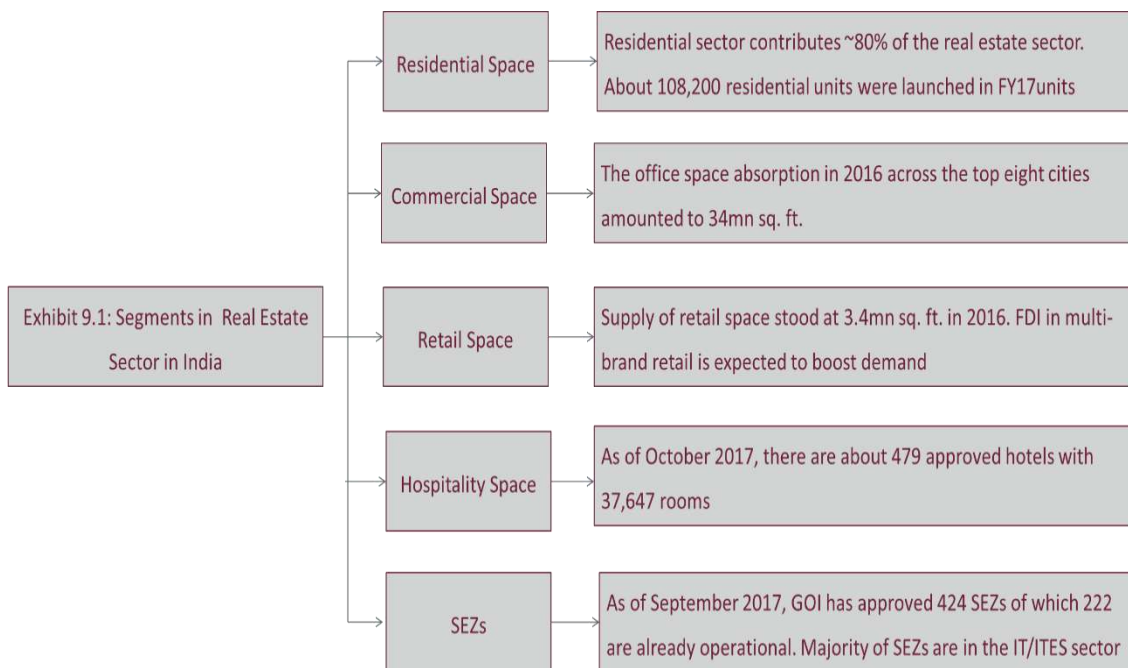 Exhibit 9.1: Segments in Real Estate
Sector in India
Residential Space
Residential sector contributes ~80% of the real estate sector.
About 108,200 residential units were launched in FY17units
Commercial Space
The office space absorption in 2016 across the top eight cities
amounted to 34mn sq. ft.
Retail Space
Supply of retail space stood at 3.4mn sq. ft. in 2016. FDI in multi-
brand retail is expected to boost demand
Hospitality Space
As of October 2017, there are about 479 approved hotels with
37,647 rooms
SEZs
As of September 2017, GOI has approved 424 SEZs of which 222
are already operational. Majority of SEZs are in the IT/ITES sector